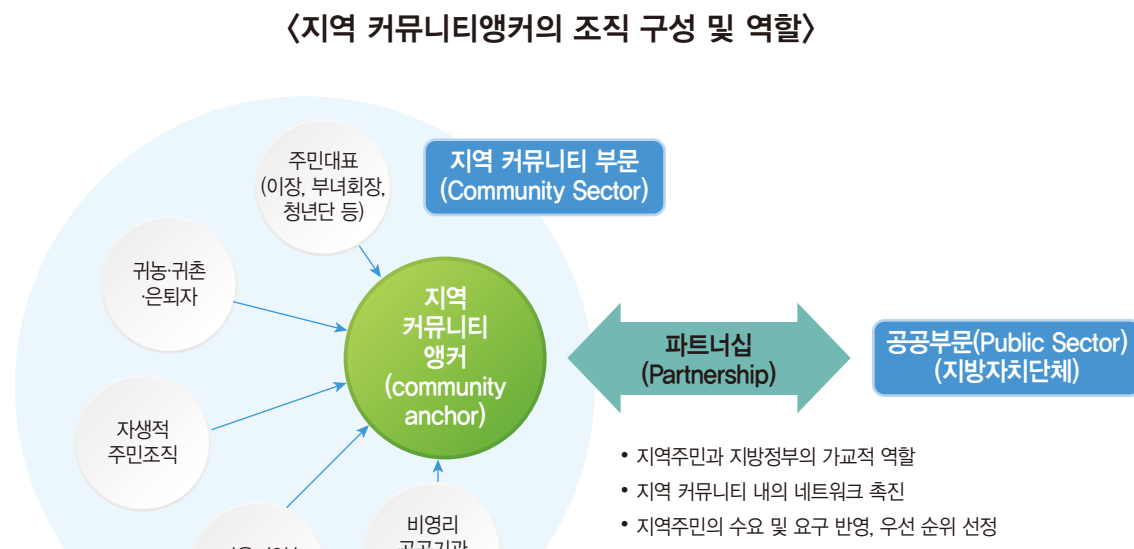 〈지역 커뮤니티앵커의 조직 구성 및 역할〉
주민대표
(이장, 부녀회장,
청년단 등)
지역 커뮤니티 부문
(Community Sector)
귀농·귀촌
·은퇴자
지역
커뮤니티
앵커
(community
anchor)
파트너십
(Partnership)
공공부문(Public Sector)
(지방자치단체)
자생적
주민조직
• 지역주민과 지방정부의 가교적 역할
• 지역 커뮤니티 내의 네트워크 촉진
• 지역주민의 수요 및 요구 반영, 우선 순위 선정
비영리
공공기관